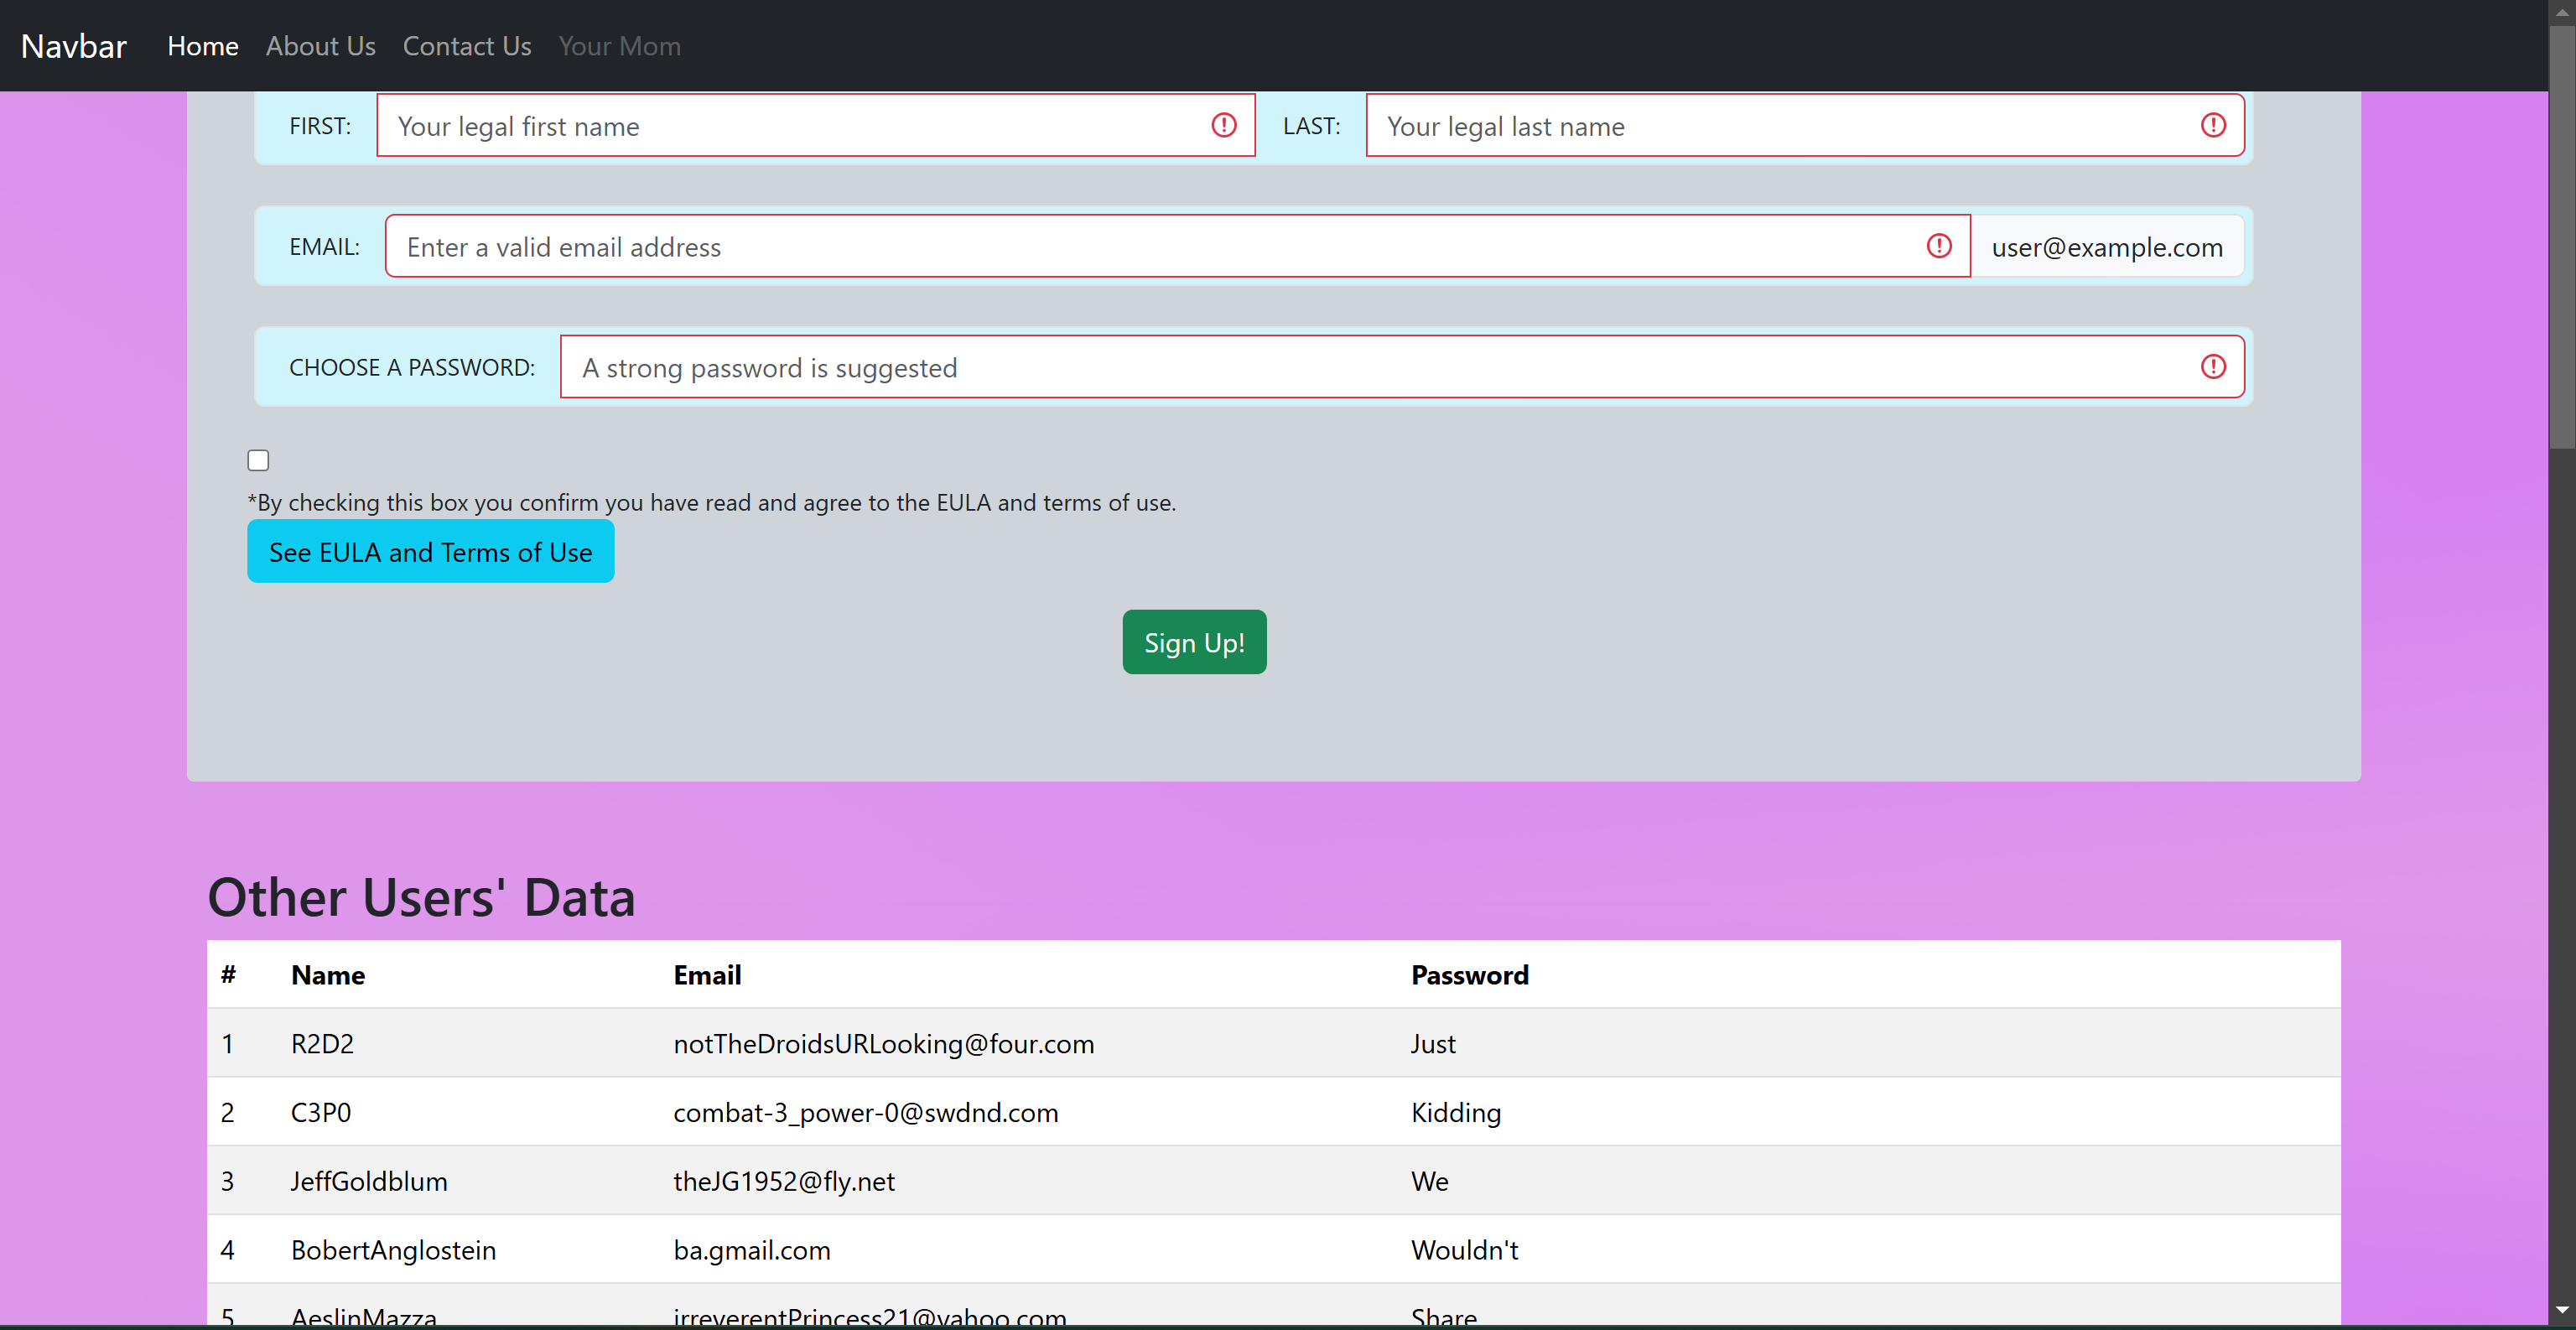 Navbar Home About Us Contact Us Your Mom
FIRST: Your legal first name LAST: Your legal last name
EMAIL: Enter a valid email address user@example.com
CHOOSE A PASSWORD: A strong password is suggested
*By checking this box you confirm you have read and agree to the EULA and terms of use.
See EULA and Terms of Use
Sign Up!
Other Users' Data
# Name Email Password
1 R2D2 notTheDroidsURLooking@four.com Just
2 C3P0 combat-3_power-0@swdnd.com Kidding
3 JeffGoldblum theJG1952@fly.net We
4 BobertAnglostein ba.gmail.com Wouldn't
5 AeslinMazza irreverentPrincess21@yahoo.com Share